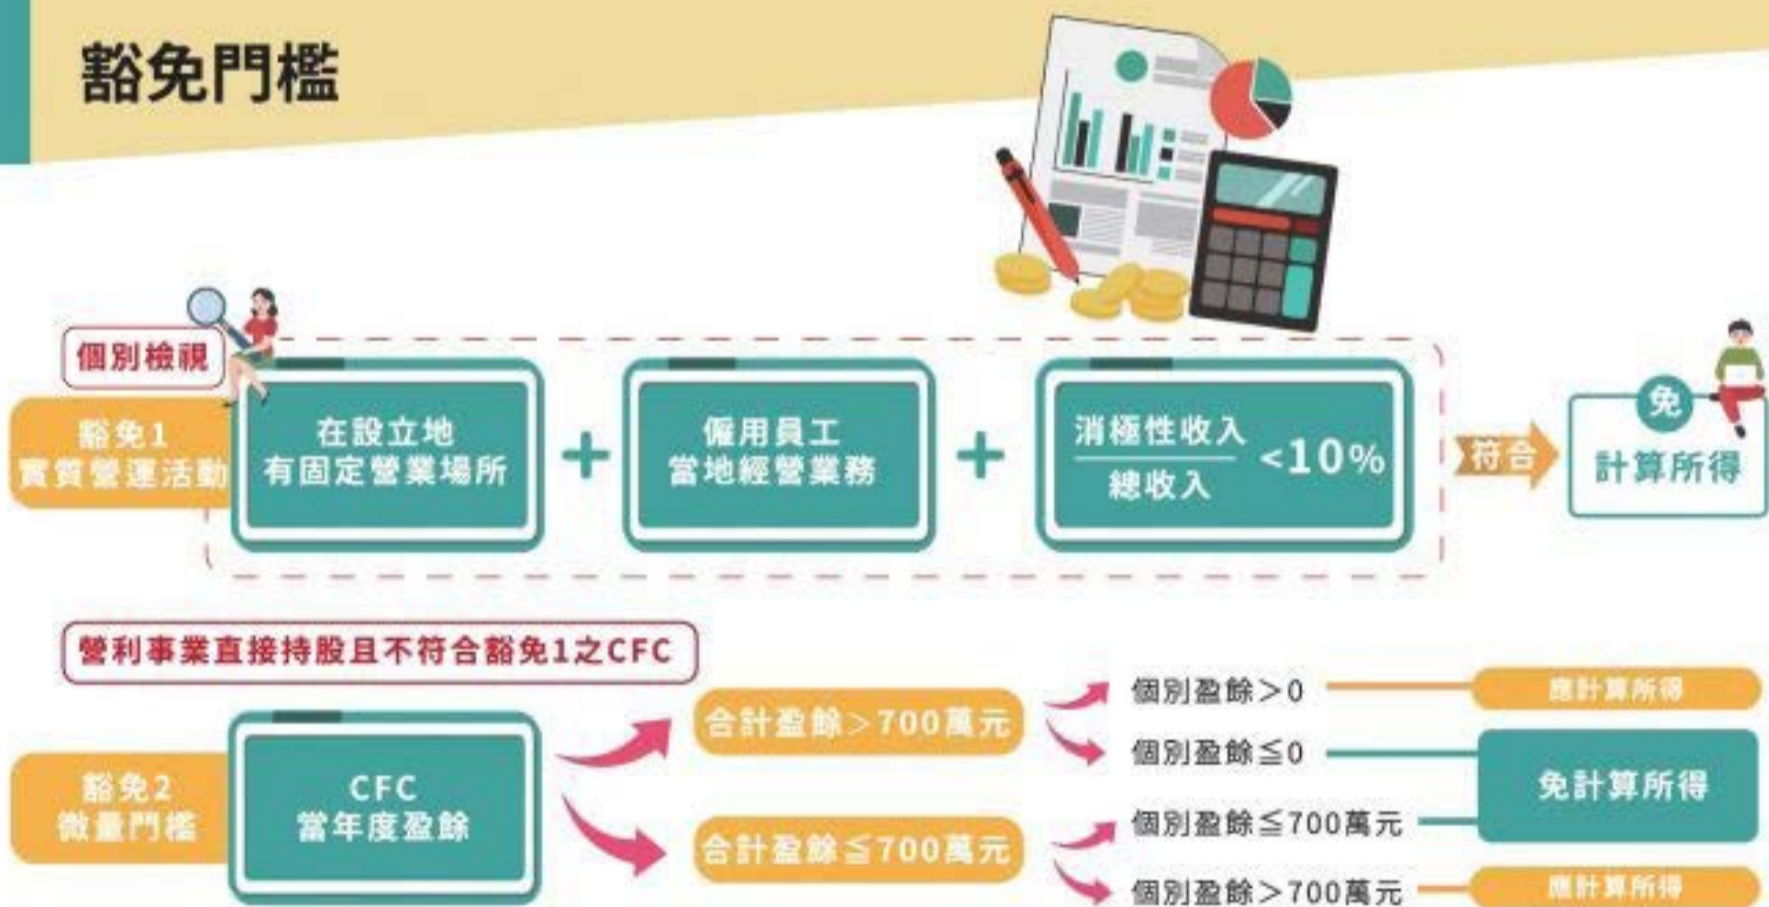 豁免門檻
個別檢視
豁免1
實質營運活動
在設立地
有固定營業場所
+
僱用員工
當地經營業務
+
消極性收入
總收入
<10%
符合
免
計算所得
營利事業直接持股且不符合豁免1之CFC
豁免2
微量門檻
CFC
當年度盈餘
合計盈餘＞700萬元
個別盈餘＞0
應計算所得
個別盈餘≦0
免計算所得
合計盈餘≦700萬元
個別盈餘≦700萬元
個別盈餘＞700萬元
應計算所得